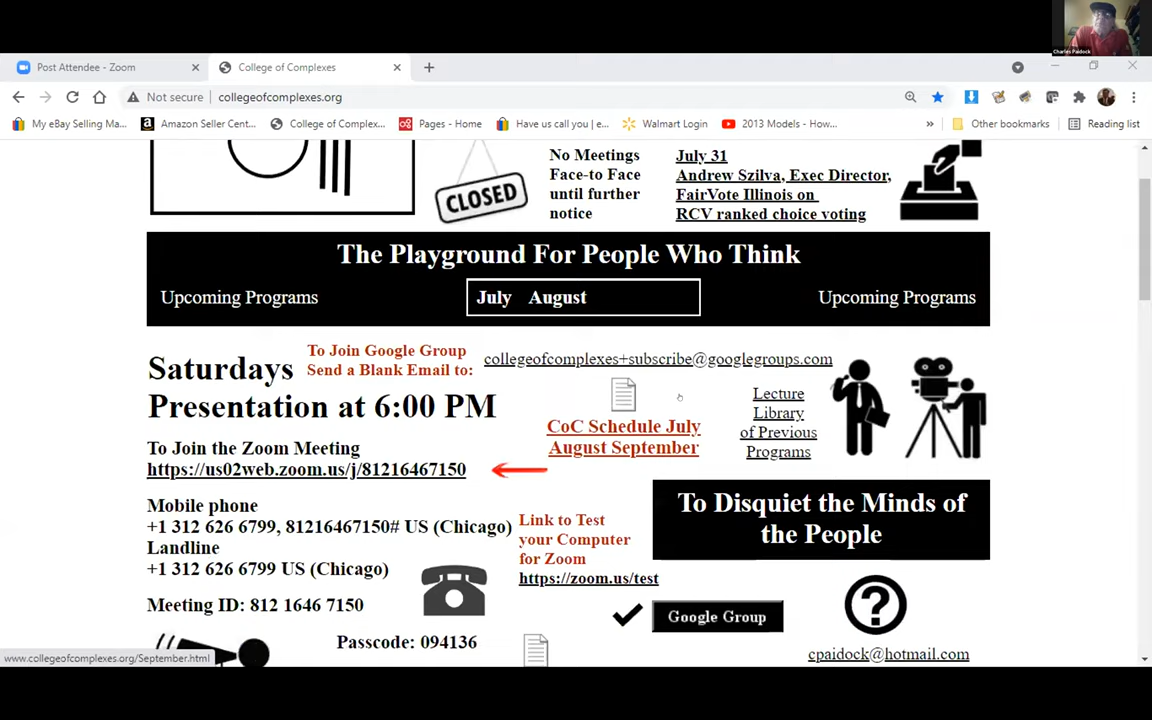 Charles Paidock
Post Attendee - Zoom
College of Complexes
Not secure
collegeofcomplexes.org
My eBay Selling Ma...
Amazon Seller Cent...
College of Complex...
Pages - Home
Have us call you | e...
Walmart Login
2013 Models - How...
»
Other bookmarks
Reading list
CLOSED
No Meetings
Face-to Face
until further
notice
July 31
Andrew Szilva, Exec Director,
FairVote Illinois on
RCV ranked choice voting
The Playground For People Who Think
Upcoming Programs
July August
Upcoming Programs
Saturdays
Presentation at 6:00 PM
To Join Google Group
Send a Blank Email to:
collegeofcomplexes+subscribe@googlegroups.com
CoC Schedule July
August September
Lecture
Library
of Previous
Programs
To Join the Zoom Meeting
https://us02web.zoom.us/j/81216467150
Mobile phone
+1 312 626 6799, 81216467150# US (Chicago)
Landline
+1 312 626 6799 US (Chicago)
Meeting ID: 812 1646 7150
Passcode: 094136
Link to Test
your Computer
for Zoom
https://zoom.us/test
To Disquiet the Minds of
the People
Google Group
?
cpaidock@hotmail.com
www.collegeofcomplexes.org/September.html